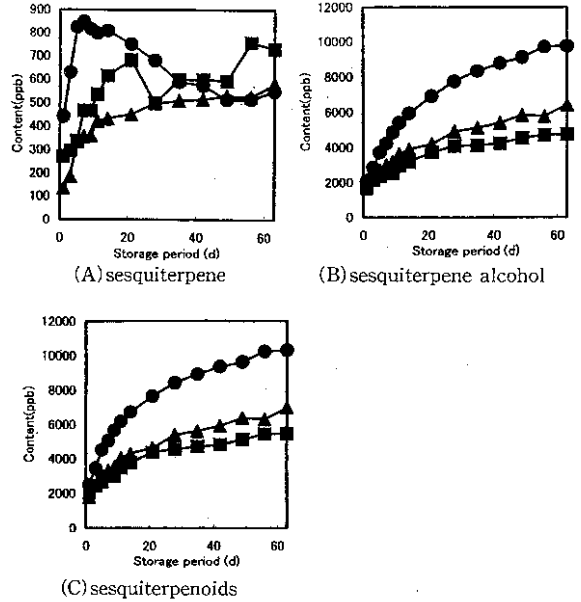 900
800
700
600
500
400
300
200
100
0
Content(ppb)
0 20 40 60
Storage period (d)
(A) sesquiterpene
12000
10000
8000
6000
4000
2000
0
Content(ppb)
0 20 40 60
Storage period (d)
(B) sesquiterpene alcohol
12000
10000
8000
6000
4000
2000
0
Content(ppb)
0 20 40 60
Storage period (d)
(C) sesquiterpenoids